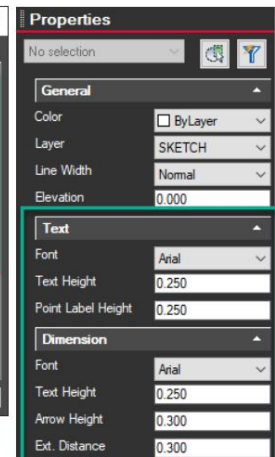 Properties
No selection
General
Color ByLayer
Layer SKETCH
Line Width Normal
Elevation 0.000
Text
Font Arial
Text Height 0.250
Point Label Height 0.250
Dimension
Font Arial
Text Height 0.250
Arrow Height 0.300
Ext. Distance 0.300